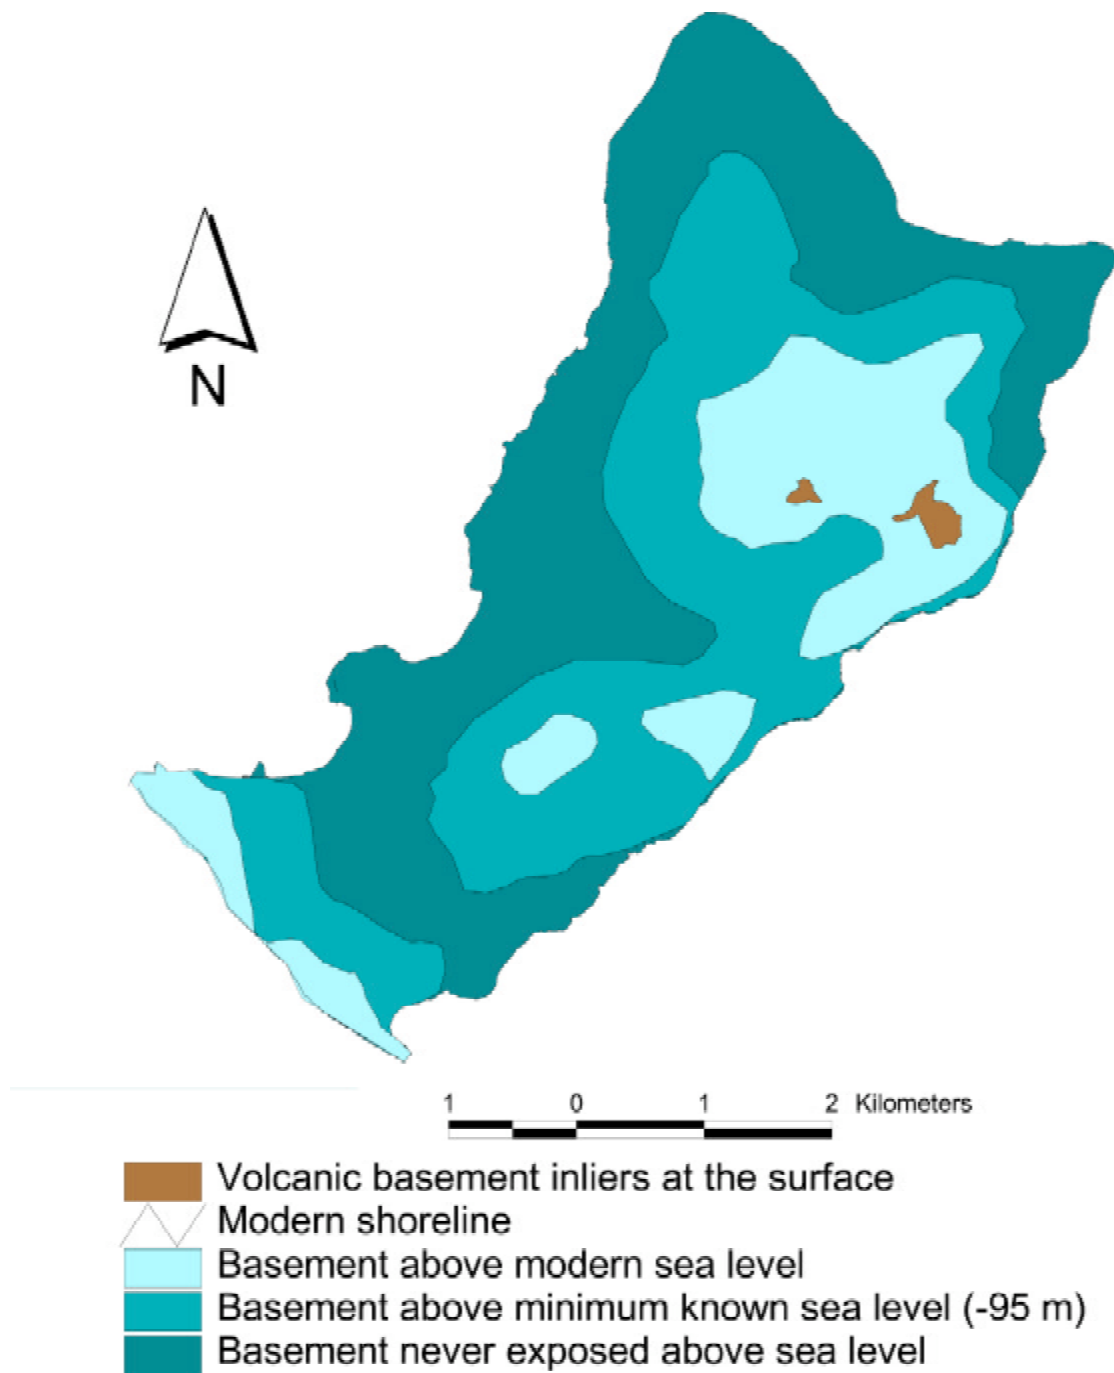 N
1 0 1 2 Kilometers
Volcanic basement inliers at the surface
Modern shoreline
Basement above modern sea level
Basement above minimum known sea level (-95 m)
Basement never exposed above sea level